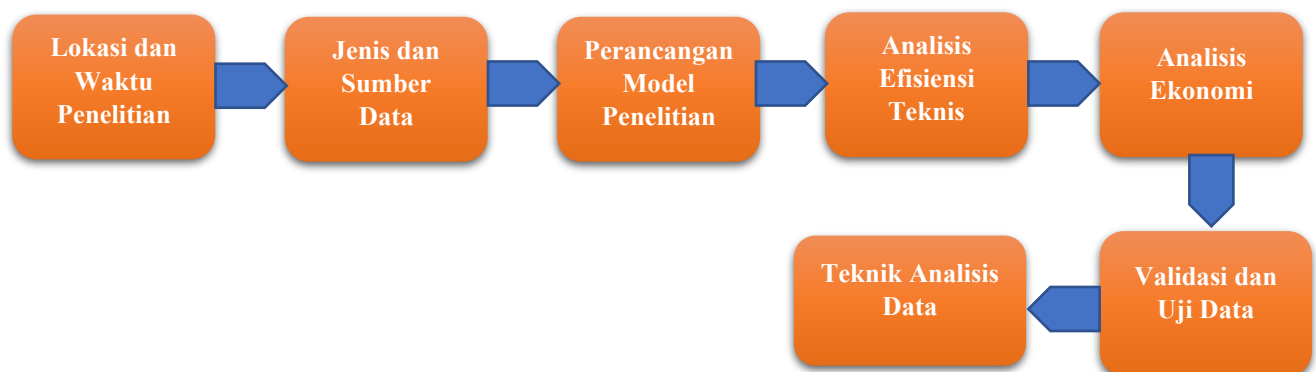 Lokasi dan
Waktu
Penelitian
Jenis dan
Sumber
Data
Perancangan
Model
Penelitian
Analisis
Efisiensi
Teknis
Analisis
Ekonomi
Validasi dan
Uji Data
Teknik Analisis
Data